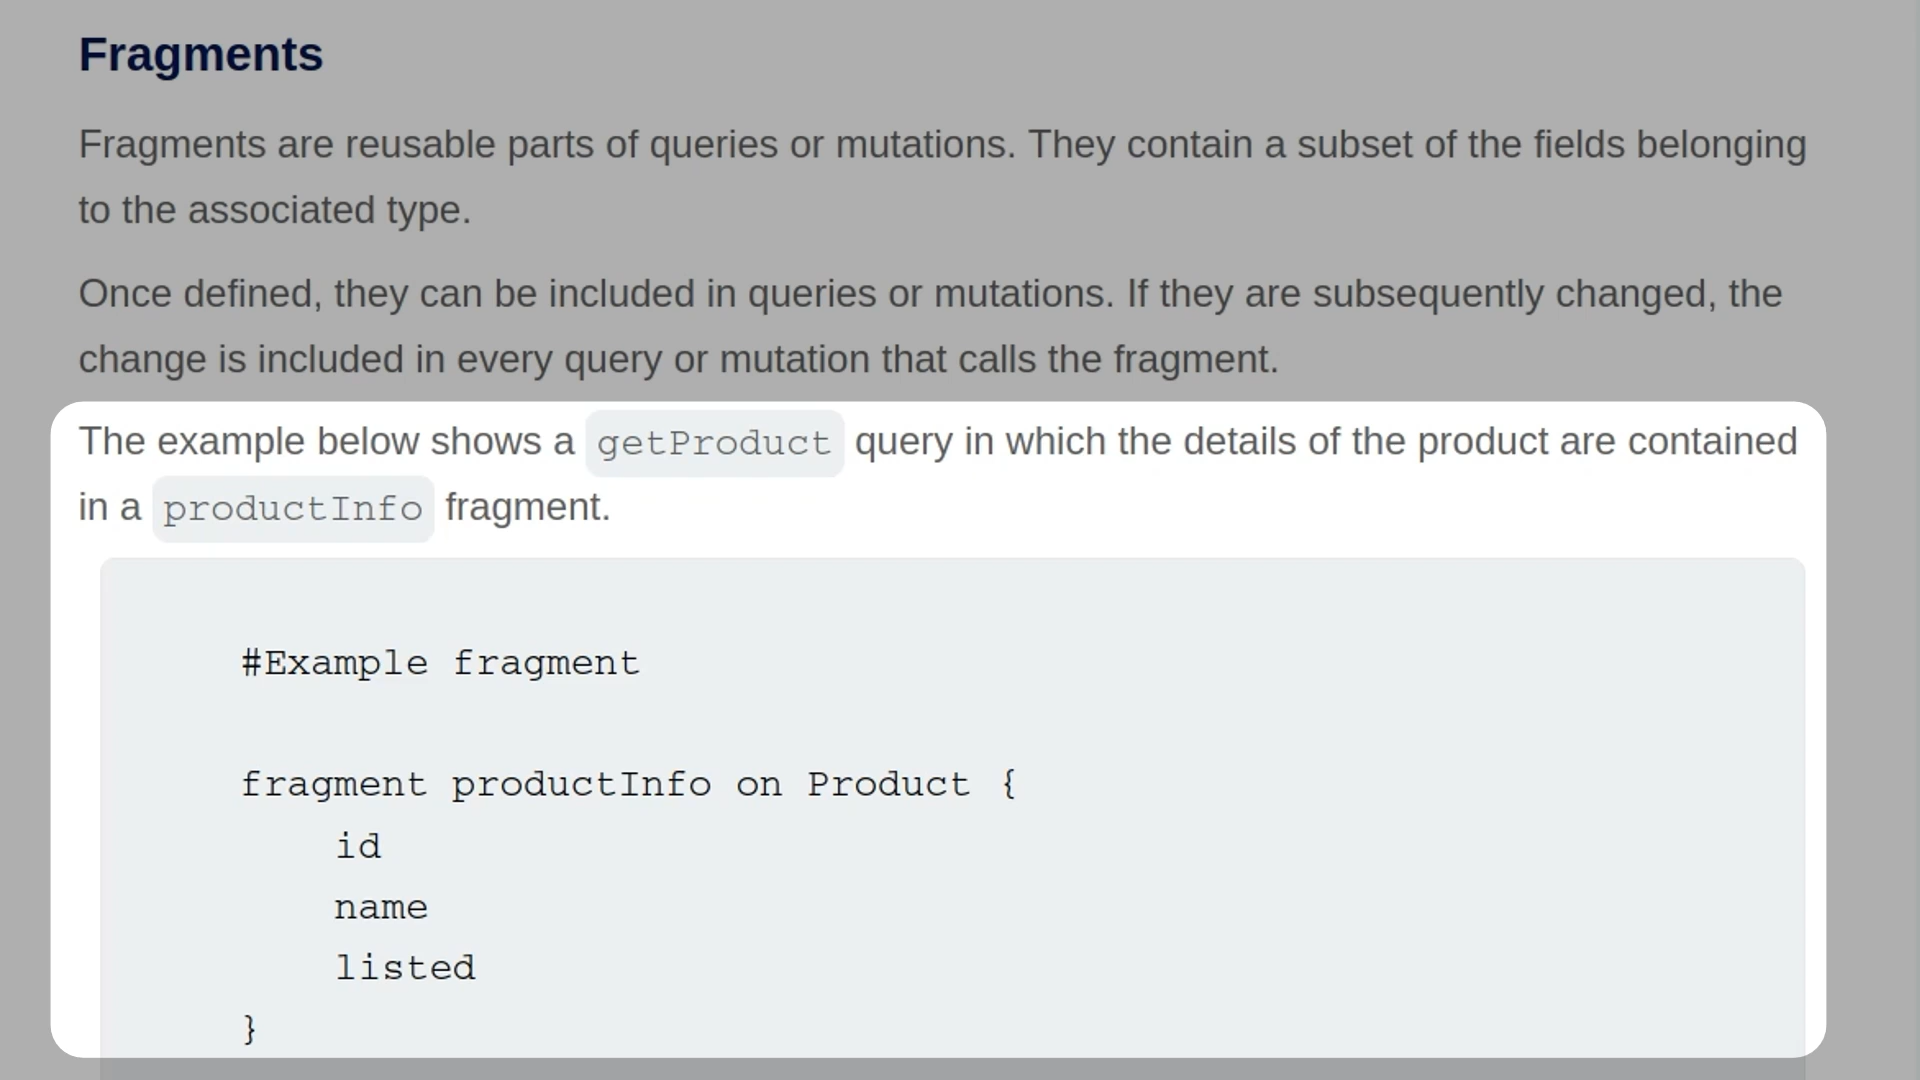 Fragments
Fragments are reusable parts of queries or mutations. They contain a subset of the fields belonging
to the associated type.
Once defined, they can be included in queries or mutations. If they are subsequently changed, the
change is included in every query or mutation that calls the fragment.
The example below shows a getProduct query in which the details of the product are contained
in a productInfo fragment.
#Example fragment
fragment productInfo on Product {
id
name
listed
}